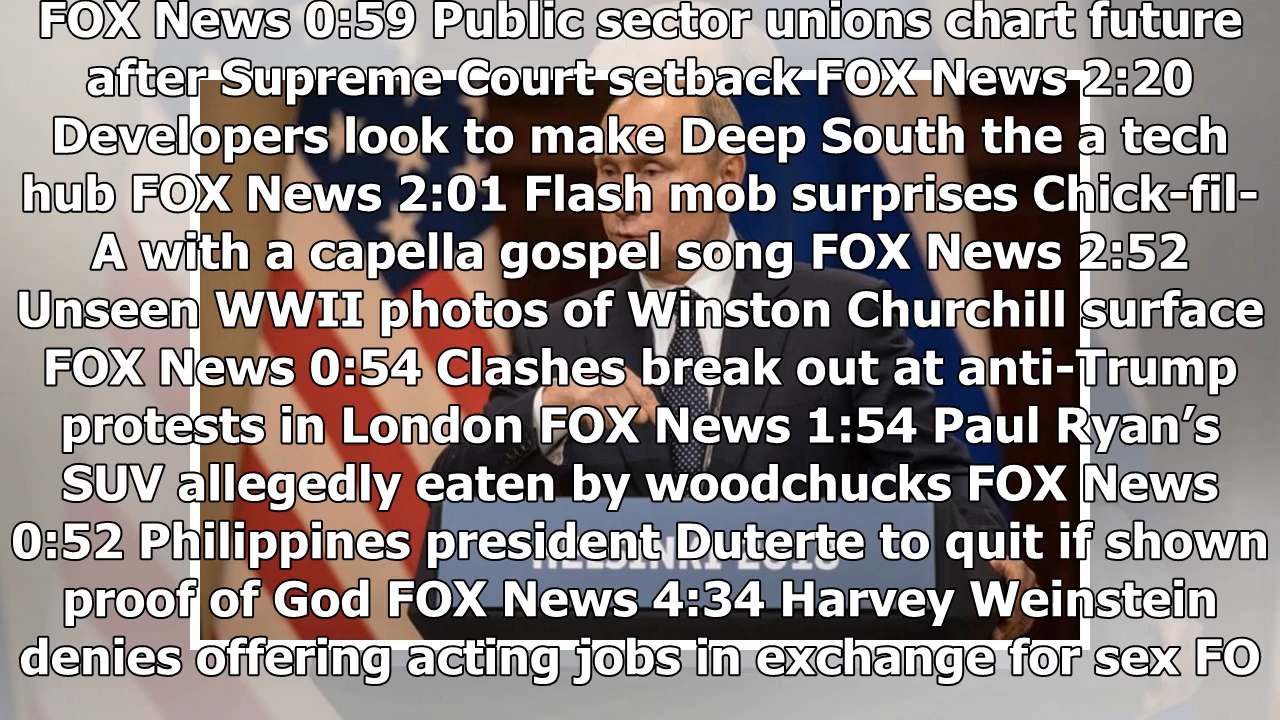 FOX News 0:59 Public sector unions chart future
after Supreme Court setback FOX News 2:20
Developers look to make Deep South the a tech
hub FOX News 2:01 Flash mob surprises Chick-fil-
A with a capella gospel song FOX News 2:52
Unseen WWII photos of Winston Churchill surface
FOX News 0:54 Clashes break out at anti-Trump
protests in London FOX News 1:54 Paul Ryan’s
SUV allegedly eaten by woodchucks FOX News
0:52 Philippines president Duterte to quit if shown
HELSINKI 2018
proof of God FOX News 4:34 Harvey Weinstein
denies offering acting jobs in exchange for sex FO